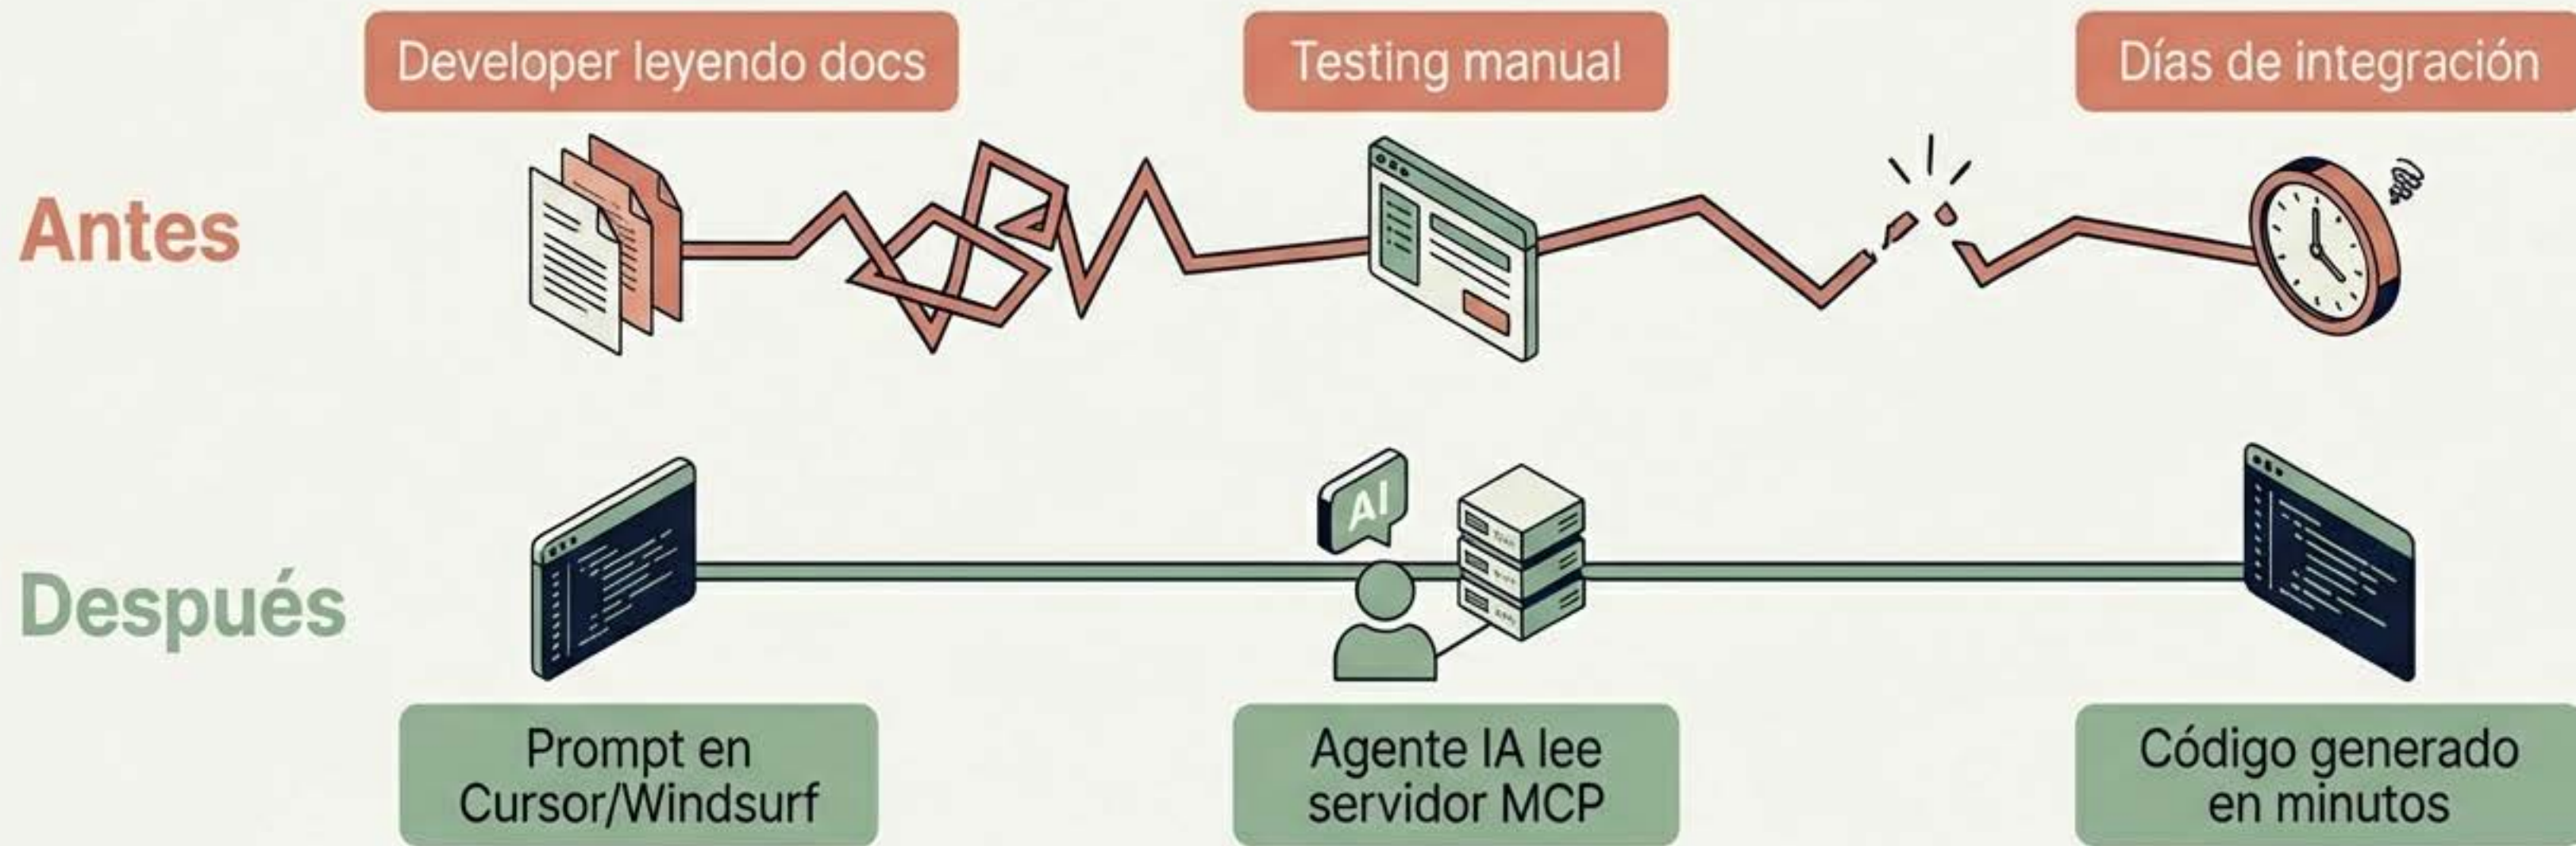 Developer leyendo docs
Testing manual
Días de integración
Antes
AI
Después
Prompt en
Cursor/Windsurf
Agente IA lee
servidor MCP
Código generado
en minutos